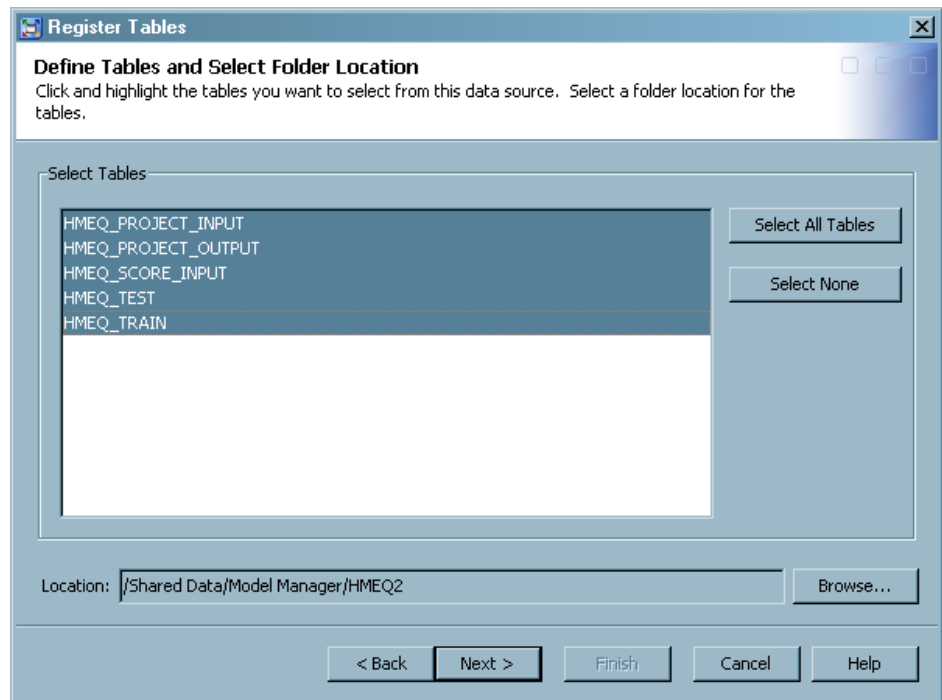 Register Tables
Define Tables and Select Folder Location
Click and highlight the tables you want to select from this data source.  Select a folder location for the
tables.
Select Tables
HMEQ_PROJECT_INPUT
HMEQ_PROJECT_OUTPUT
HMEQ_SCORE_INPUT
HMEQ_TEST
HMEQ_TRAIN
Select All Tables
Select None
Location: /Shared Data/Model Manager/HMEQ2 Browse...
< Back Next > Finish Cancel Help